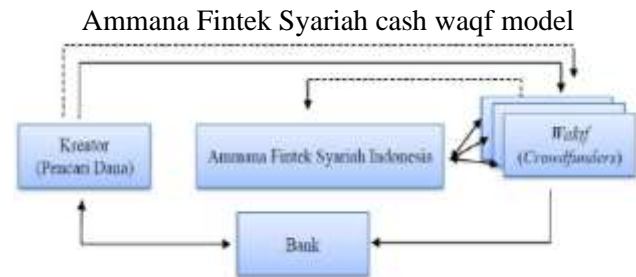 Ammana Fintek Syariah cash waqf model
Kreator
(Pencari Dana)
Ammana Fintek Syariah Indonesia
Wakif
(Crowdfunders)
Bank